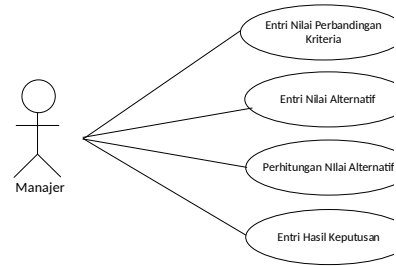 Entri Nilai Perbandingan
Kriteria
Entri Nilai Alternatif
Perhitungan NIlai Alternatif
Manajer
Entri Hasil Keputusan